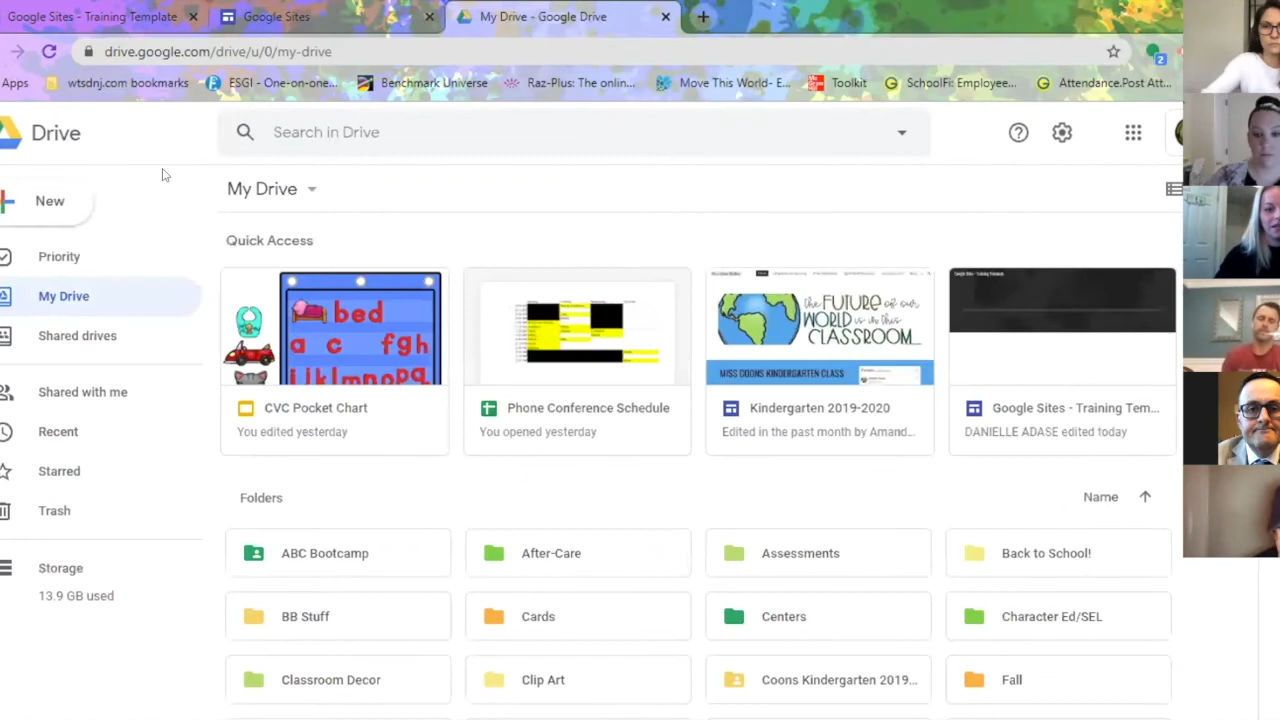 Google Sites - Training Template
Google Sites
My Drive - Google Drive
drive.google.com/drive/u/0/my-drive
2
Apps
wtsdnj.com bookmarks
ESGI - One-on-one...
Benchmark Universe
Raz-Plus: The onlin...
Move This World- E...
Toolkit
SchoolFi: Employee...
Attendance.Post Att...
Drive
Search in Drive
New
My Drive
Priority
My Drive
Shared drives
Shared with me
Recent
Starred
Trash
Storage
13.9 GB used
Quick Access
bed
a c fgh
ijklmnopq
CVC Pocket Chart
You edited yesterday
Phone Conference Schedule
You opened yesterday
the FUTURE of our
WORLD is in this
CLASSROOM...
MISS COONS KINDERGARTEN CLASS
Kindergarten 2019-2020
Edited in the past month by Amand...
Google Sites - Training Tem...
DANIELLE ADASE edited today
Folders
Name
ABC Bootcamp
After-Care
Assessments
Back to School!
BB Stuff
Cards
Centers
Character Ed/SEL
Classroom Decor
Clip Art
Coons Kindergarten 2019...
Fall